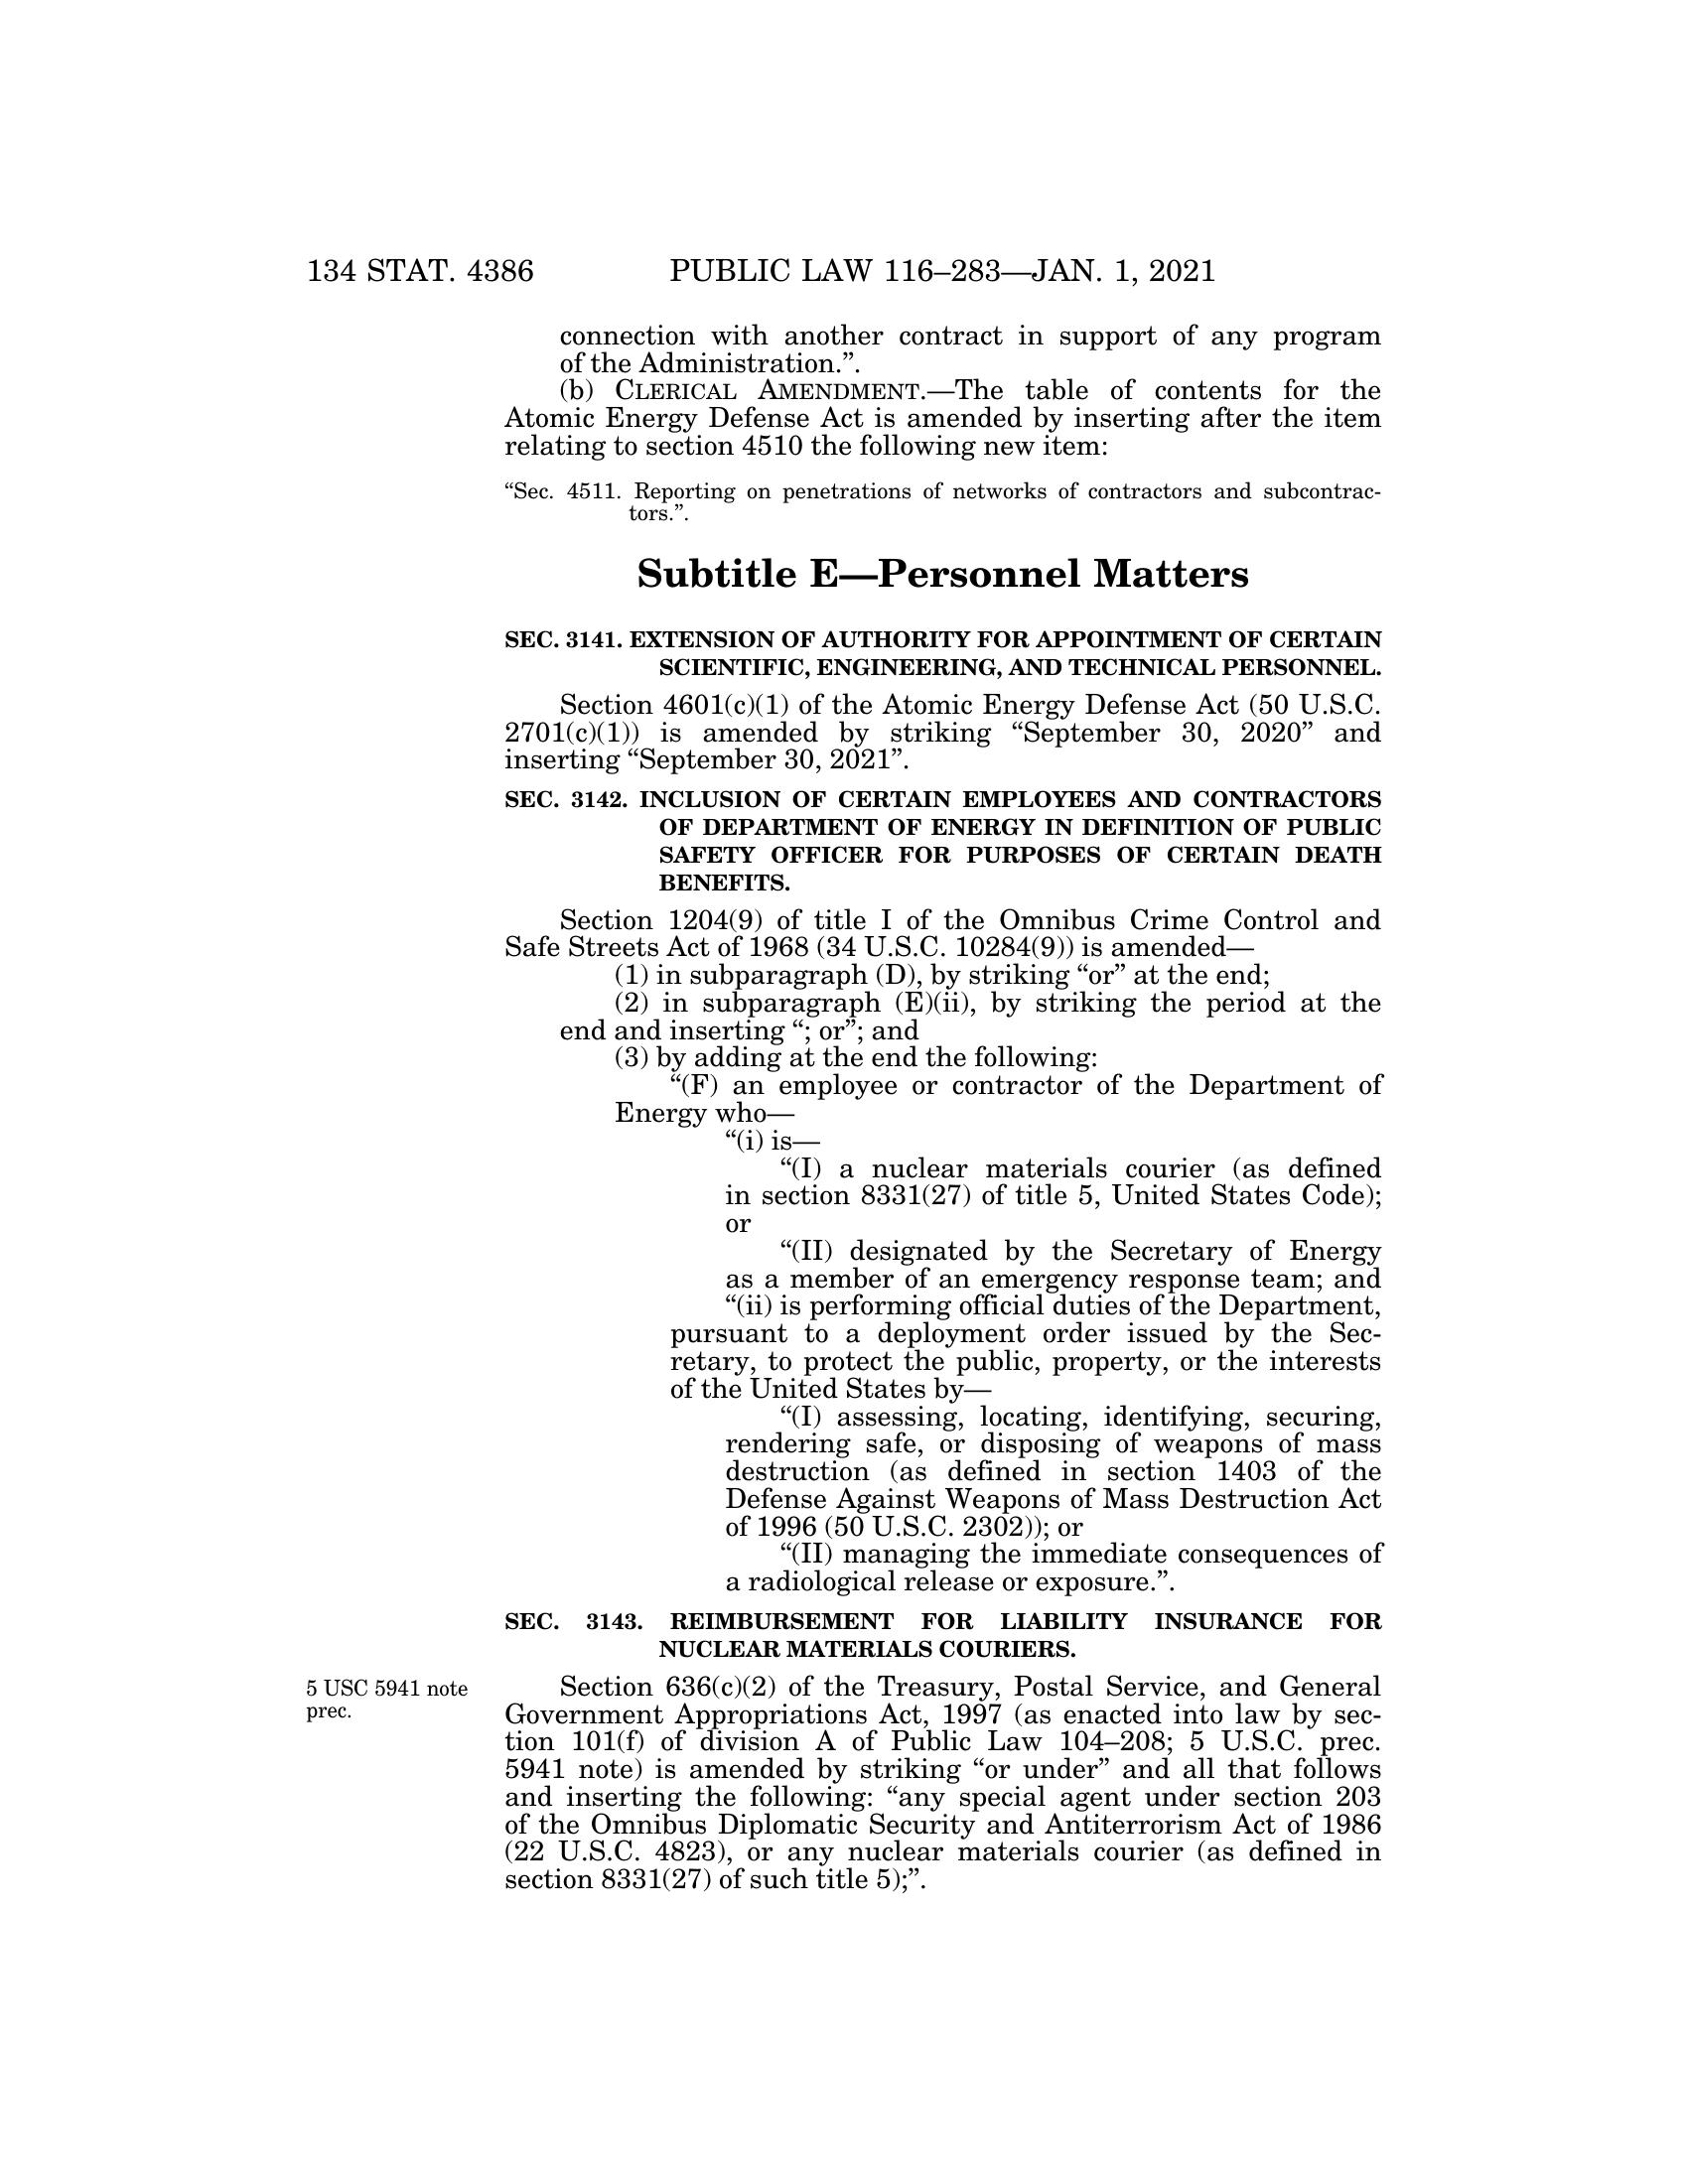 134 STAT. 4386 PUBLIC LAW 116–283—JAN. 1, 2021
connection with another contract in support of any program
of the Administration.”.
(b) CLERICAL AMENDMENT.—The table of contents for the
Atomic Energy Defense Act is amended by inserting after the item
relating to section 4510 the following new item:
“Sec. 4511. Reporting on penetrations of networks of contractors and subcontrac-
tors.”.
Subtitle E—Personnel Matters
SEC. 3141. EXTENSION OF AUTHORITY FOR APPOINTMENT OF CERTAIN
SCIENTIFIC, ENGINEERING, AND TECHNICAL PERSONNEL.
Section 4601(c)(1) of the Atomic Energy Defense Act (50 U.S.C.
2701(c)(1)) is amended by striking “September 30, 2020” and
inserting “September 30, 2021”.
SEC. 3142. INCLUSION OF CERTAIN EMPLOYEES AND CONTRACTORS
OF DEPARTMENT OF ENERGY IN DEFINITION OF PUBLIC
SAFETY OFFICER FOR PURPOSES OF CERTAIN DEATH
BENEFITS.
Section 1204(9) of title I of the Omnibus Crime Control and
Safe Streets Act of 1968 (34 U.S.C. 10284(9)) is amended—
(1) in subparagraph (D), by striking “or” at the end;
(2) in subparagraph (E)(ii), by striking the period at the
end and inserting “; or”; and
(3) by adding at the end the following:
“(F) an employee or contractor of the Department of
Energy who—
“(i) is—
“(I) a nuclear materials courier (as defined
in section 8331(27) of title 5, United States Code);
or
“(II) designated by the Secretary of Energy
as a member of an emergency response team; and
“(ii) is performing official duties of the Department,
pursuant to a deployment order issued by the Sec-
retary, to protect the public, property, or the interests
of the United States by—
“(I) assessing, locating, identifying, securing,
rendering safe, or disposing of weapons of mass
destruction (as defined in section 1403 of the
Defense Against Weapons of Mass Destruction Act
of 1996 (50 U.S.C. 2302)); or
“(II) managing the immediate consequences of
a radiological release or exposure.”.
SEC. 3143. REIMBURSEMENT FOR LIABILITY INSURANCE FOR
NUCLEAR MATERIALS COURIERS.
5 USC 5941 note
prec.
Section 636(c)(2) of the Treasury, Postal Service, and General
Government Appropriations Act, 1997 (as enacted into law by sec-
tion 101(f) of division A of Public Law 104–208; 5 U.S.C. prec.
5941 note) is amended by striking “or under” and all that follows
and inserting the following: “any special agent under section 203
of the Omnibus Diplomatic Security and Antiterrorism Act of 1986
(22 U.S.C. 4823), or any nuclear materials courier (as defined in
section 8331(27) of such title 5);”.